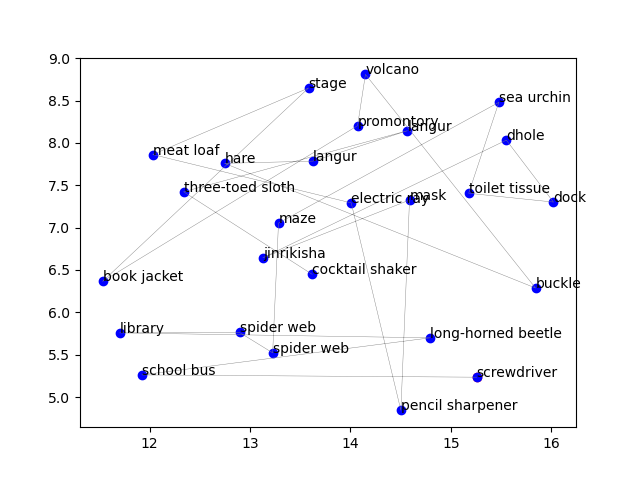 9.0
volcano
stage
8.5
sea urchin
promontory
langur
dhole
8.0
meat loaf
hare
langur
7.5
three-toed sloth
toilet tissue
electric ray
mask
dock
7.0
maze
jinrikisha
6.5
cocktail shaker
book jacket
buckle
6.0
library
spider web
long-horned beetle
5.5
spider web
school bus
screwdriver
5.0
pencil sharpener
12
13
14
15
16